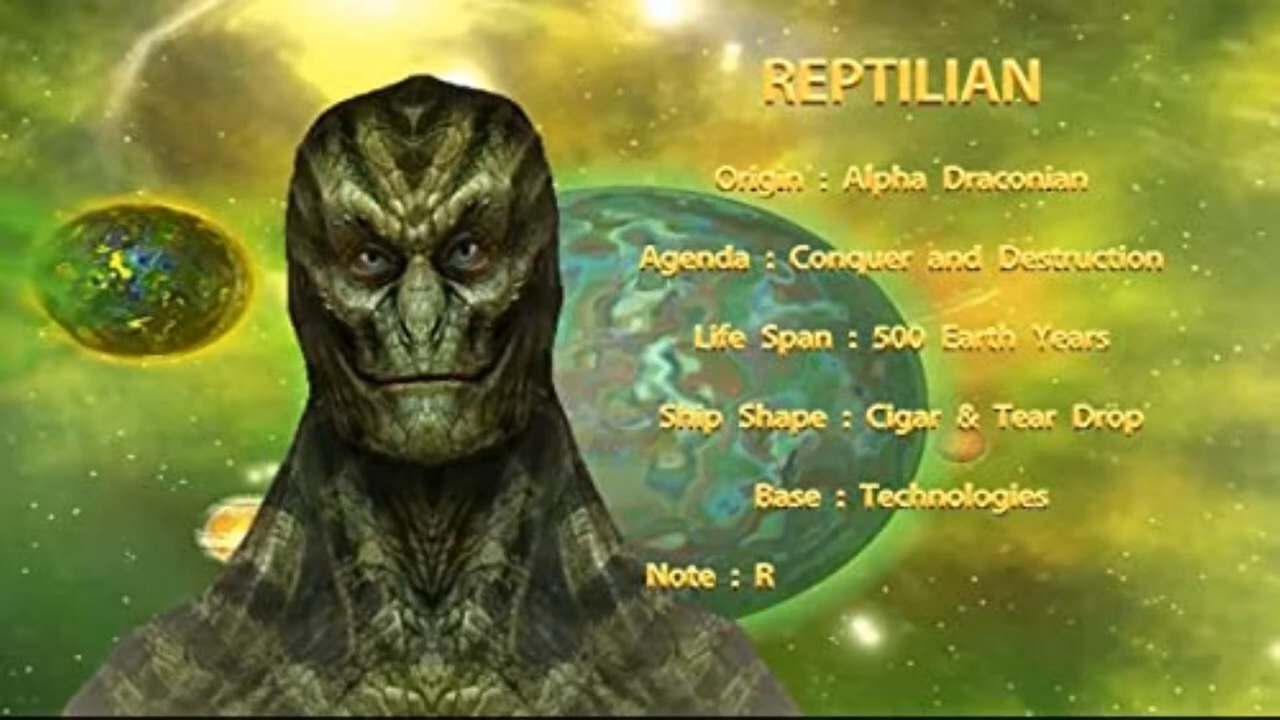 REPTILIAN
Origin : Alpha Draconian
Agenda : Conquer and Destruction
Life Span : 500 Earth Years
Ship Shape : Cigar & Tear Drop
Base : Technologies
Note : R